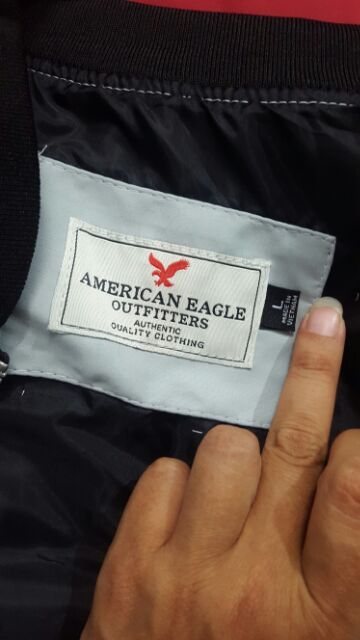 AMERICAN EAGLE
OUTFITTERS
AUTHENTIC
QUALITY CLOTHING
L
MADE IN
VIETNAM